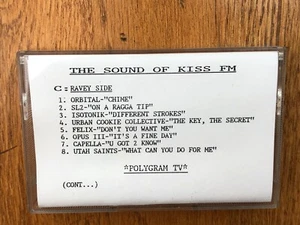 THE SOUND OF KISS FM
C: RAVEY SIDE
1. ORBITAL-"CHIME"
2. SL2-"ON A RAGGA TIP"
3. ISOTONIK-"DIFFERENT STROKES"
4. URBAN COOKIE COLLECTIVE-"THE KEY, THE SECRET"
5. FELIX-"DON'T YOU WANT ME"
6. OPUS III-"IT'S A FINE DAY"
7. CAPELLA-"U GOT 2 KNOW"
8. UTAH SAINTS-"WHAT CAN YOU DO FOR ME"
*POLYGRAM TV*
(CONT...)